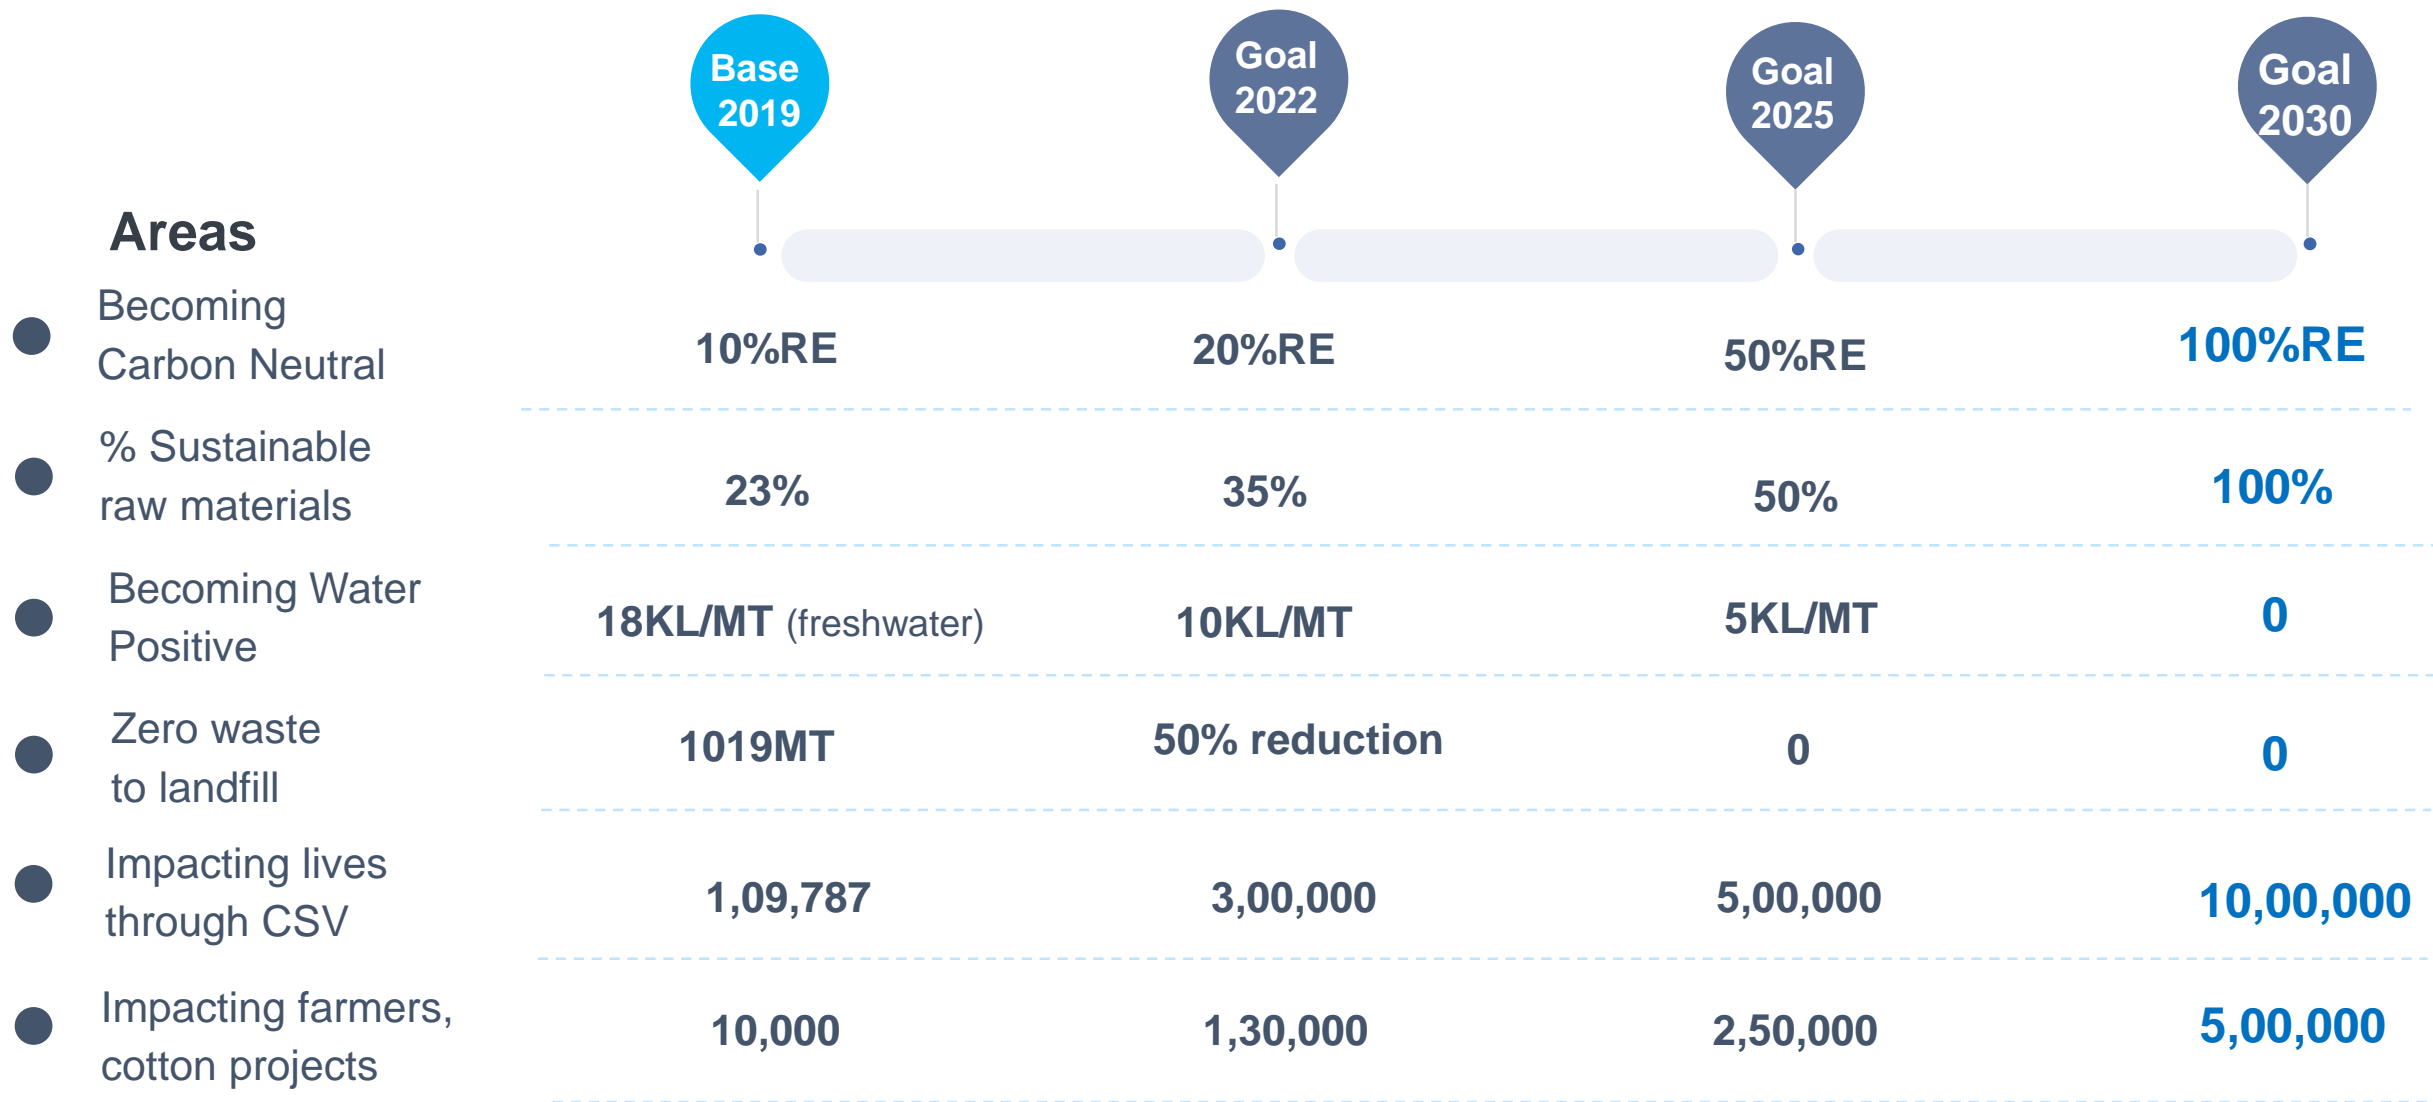 Base
2019
Goal
2022
Goal
2025
Goal
2030
Areas
Becoming
Carbon Neutral
10%RE
20%RE
50%RE
100%RE
% Sustainable
raw materials
23%
35%
50%
100%
Becoming Water
Positive
18KL/MT (freshwater)
10KL/MT
5KL/MT
0
Zero waste
to landfill
1019MT
50% reduction
0
0
Impacting lives
through CSV
1,09,787
3,00,000
5,00,000
10,00,000
Impacting farmers,
cotton projects
10,000
1,30,000
2,50,000
5,00,000